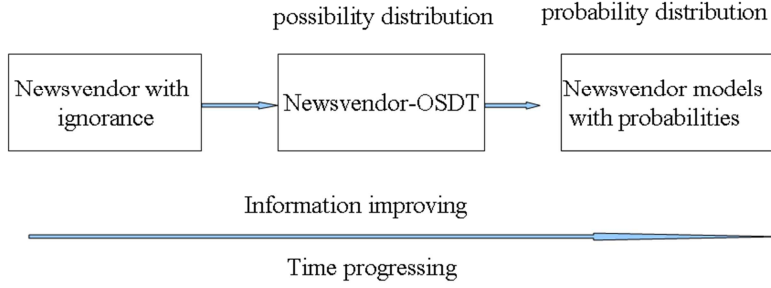 possibility distribution
probability distribution
Newsvendor with
ignorance
Newsvendor-OSDT
Newsvendor models
with probabilities
Information improving
Time progressing